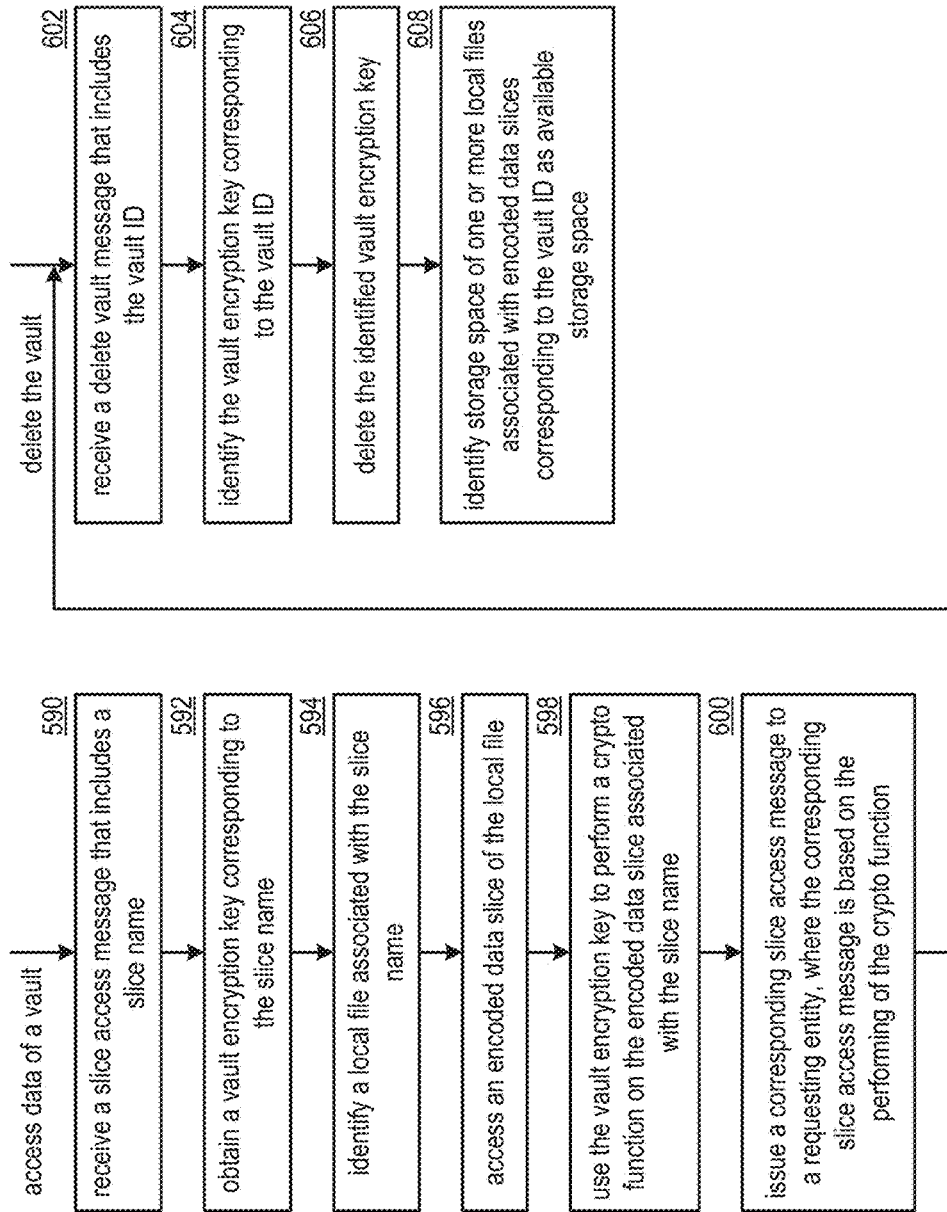 access data of a vault
590
receive a slice access message that includes a
slice name
592
obtain a vault encryption key corresponding to
the slice name
594
identify a local file associated with the slice
name
596
access an encoded data slice of the local file
598
use the vault encryption key to perform a crypto
function on the encoded data slice associated
with the slice name
600
issue a corresponding slice access message to
a requesting entity, where the corresponding
slice access message is based on the
performing of the crypto function
delete the vault
602
receive a delete vault message that includes
the vault ID
604
identify the vault encryption key corresponding
to the vault ID
606
delete the identified vault encryption key
608
identify storage space of one or more local files
associated with encoded data slices
corresponding to the vault ID as available
storage space